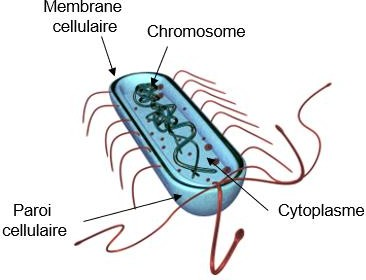 Membrane
cellulaire
Chromosome
Paroi
cellulaire
Cytoplasme